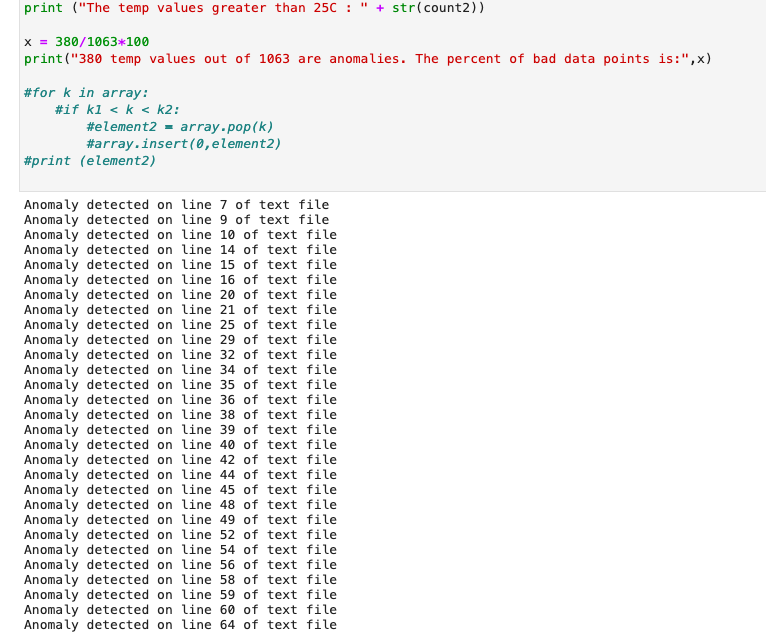 print ("The temp values greater than 25C : " + str(count2))
x = 380/1063*100
print("380 temp values out of 1063 are anomalies. The percent of bad data points is:",x)
#for k in array:
#if k1 < k < k2:
#element2 = array.pop(k)
#array.insert(0,element2)
#print (element2)
Anomaly detected on line 7 of text file
Anomaly detected on line 9 of text file
Anomaly detected on line 10 of text file
Anomaly detected on line 14 of text file
Anomaly detected on line 15 of text file
Anomaly detected on line 16 of text file
Anomaly detected on line 20 of text file
Anomaly detected on line 21 of text file
Anomaly detected on line 25 of text file
Anomaly detected on line 29 of text file
Anomaly detected on line 32 of text file
Anomaly detected on line 34 of text file
Anomaly detected on line 35 of text file
Anomaly detected on line 36 of text file
Anomaly detected on line 38 of text file
Anomaly detected on line 39 of text file
Anomaly detected on line 40 of text file
Anomaly detected on line 42 of text file
Anomaly detected on line 44 of text file
Anomaly detected on line 45 of text file
Anomaly detected on line 48 of text file
Anomaly detected on line 49 of text file
Anomaly detected on line 52 of text file
Anomaly detected on line 54 of text file
Anomaly detected on line 56 of text file
Anomaly detected on line 58 of text file
Anomaly detected on line 59 of text file
Anomaly detected on line 60 of text file
Anomaly detected on line 64 of text file